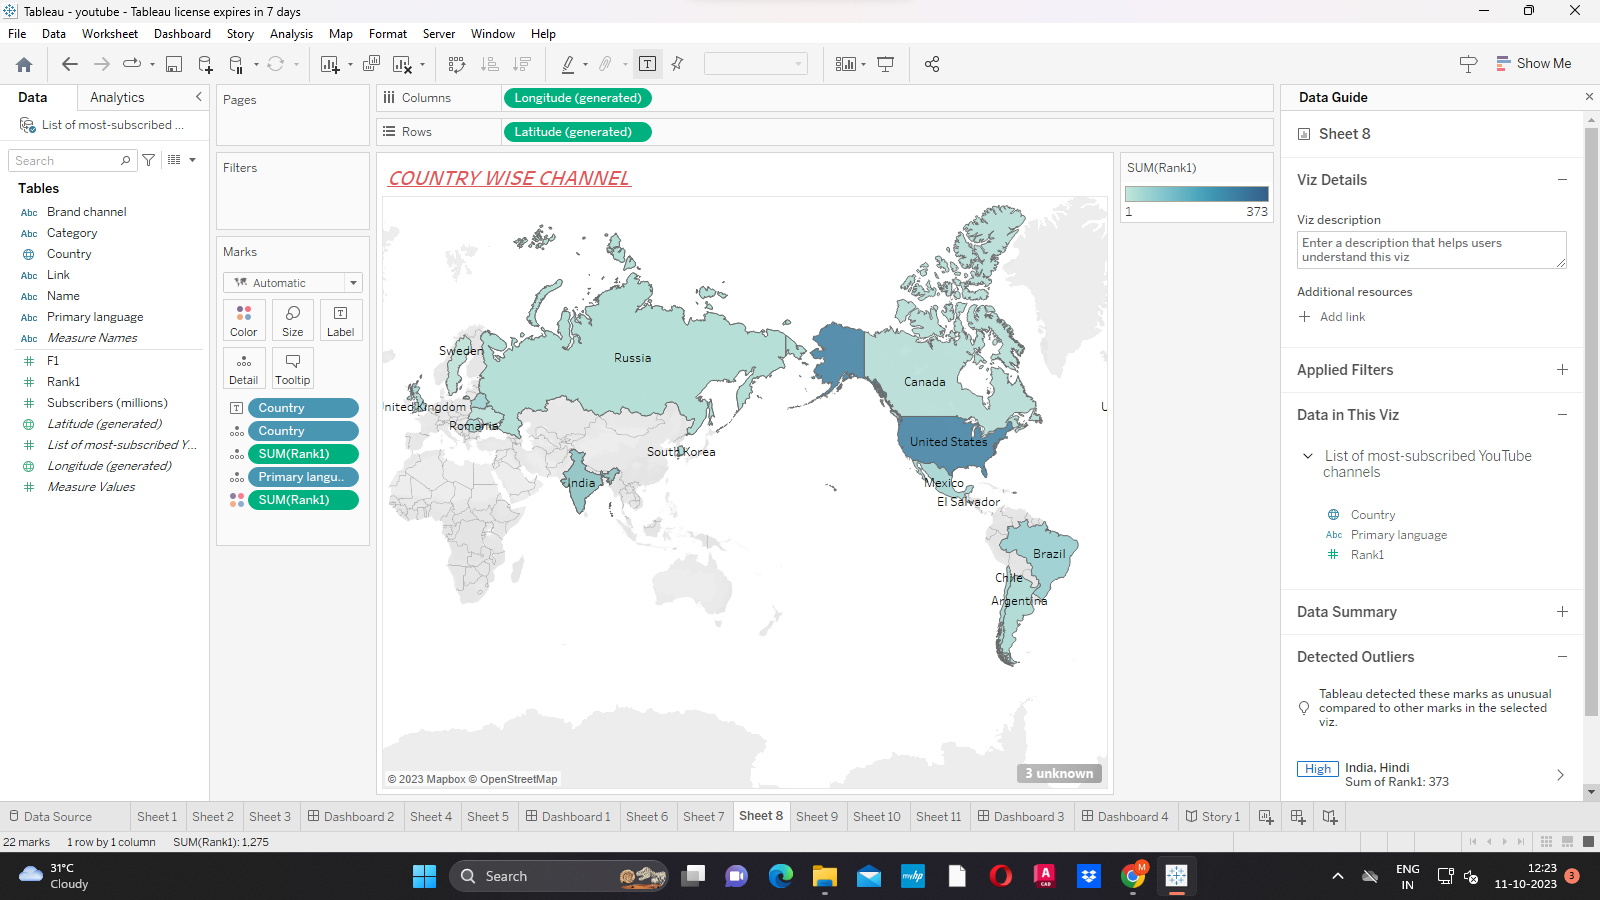 Tableau - youtube - Tableau license expires in 7 days
File Data Worksheet Dashboard Story Analysis Map Format Server Window Help
Show Me
Data Analytics
List of most-subscribed ...
Search
Tables
Abc Brand channel
Abc Category
Country
Abc Link
Abc Name
Abc Primary language
Abc Measure Names
F1
Rank1
Subscribers (millions)
Latitude (generated)
List of most-subscribed Y...
Longitude (generated)
Measure Values
Pages
Filters
Marks
Automatic
Color Size Label
Detail Tooltip
Country
Country
SUM(Rank1)
Primary langu..
SUM(Rank1)
Columns Longitude (generated)
Rows Latitude (generated)
COUNTRY WISE CHANNEL
Sweden
Russia
Canada
nited Kingdom
U
Romania
United States
South Korea
India
Mexico
El Salvador
Brazil
Chile
Argentina
© 2023 Mapbox © OpenStreetMap
3 unknown
SUM(Rank1)
1 373
Data Guide
Sheet 8
Viz Details
Viz description
Enter a description that helps users
understand this viz
Additional resources
Add link
Applied Filters
Data in This Viz
List of most-subscribed YouTube
channels
Country
Abc Primary language
Rank1
Data Summary
Detected Outliers
Tableau detected these marks as unusual
compared to other marks in the selected
viz.
High India, Hindi
Sum of Rank1: 373
Data Source Sheet 1 Sheet 2 Sheet 3 Dashboard 2 Sheet 4 Sheet 5 Dashboard 1 Sheet 6 Sheet 7 Sheet 8 Sheet 9 Sheet 10 Sheet 11 Dashboard 3 Dashboard 4 Story 1
22 marks 1 row by 1 column SUM(Rank1): 1,275
31°C
Cloudy
Search
myhp
A
CAD
M
ENG
IN
12:23
11-10-2023
3